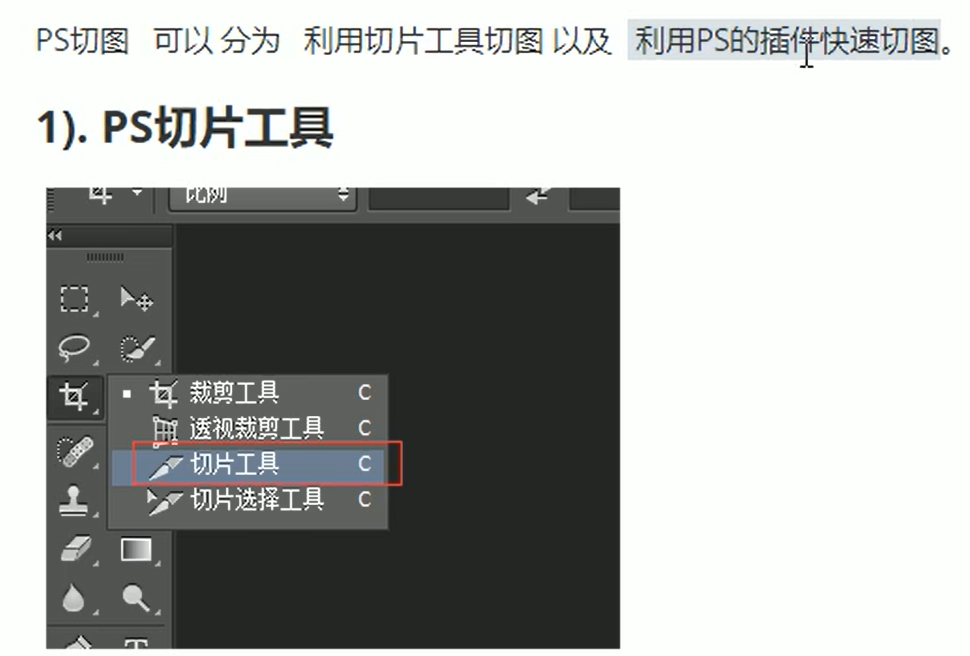 PS切图 可以 分为 利用切片工具切图 以及 利用PS的插件快速切图。
1). PS切片工具
比例
裁剪工具 C
透视裁剪工具 C
切片工具 C
切片选择工具 C